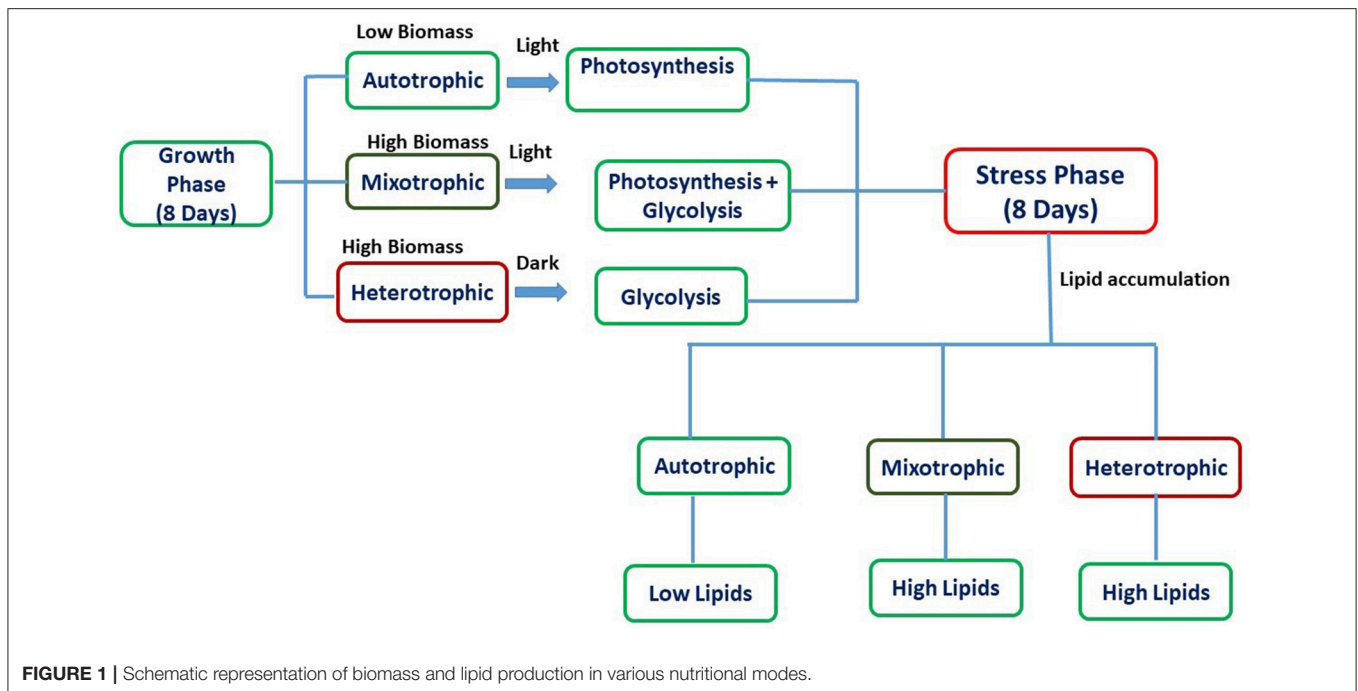 Low Biomass
Light
Autotrophic
Photosynthesis
Growth
Phase
(8 Days)
High Biomass
Light
Mixotrophic
Photosynthesis +
Glycolysis
High Biomass
Dark
Heterotrophic
Glycolysis
Stress Phase
(8 Days)
Lipid accumulation
Autotrophic
Mixotrophic
Heterotrophic
Low Lipids
High Lipids
High Lipids
FIGURE 1 | Schematic representation of biomass and lipid production in various nutritional modes.